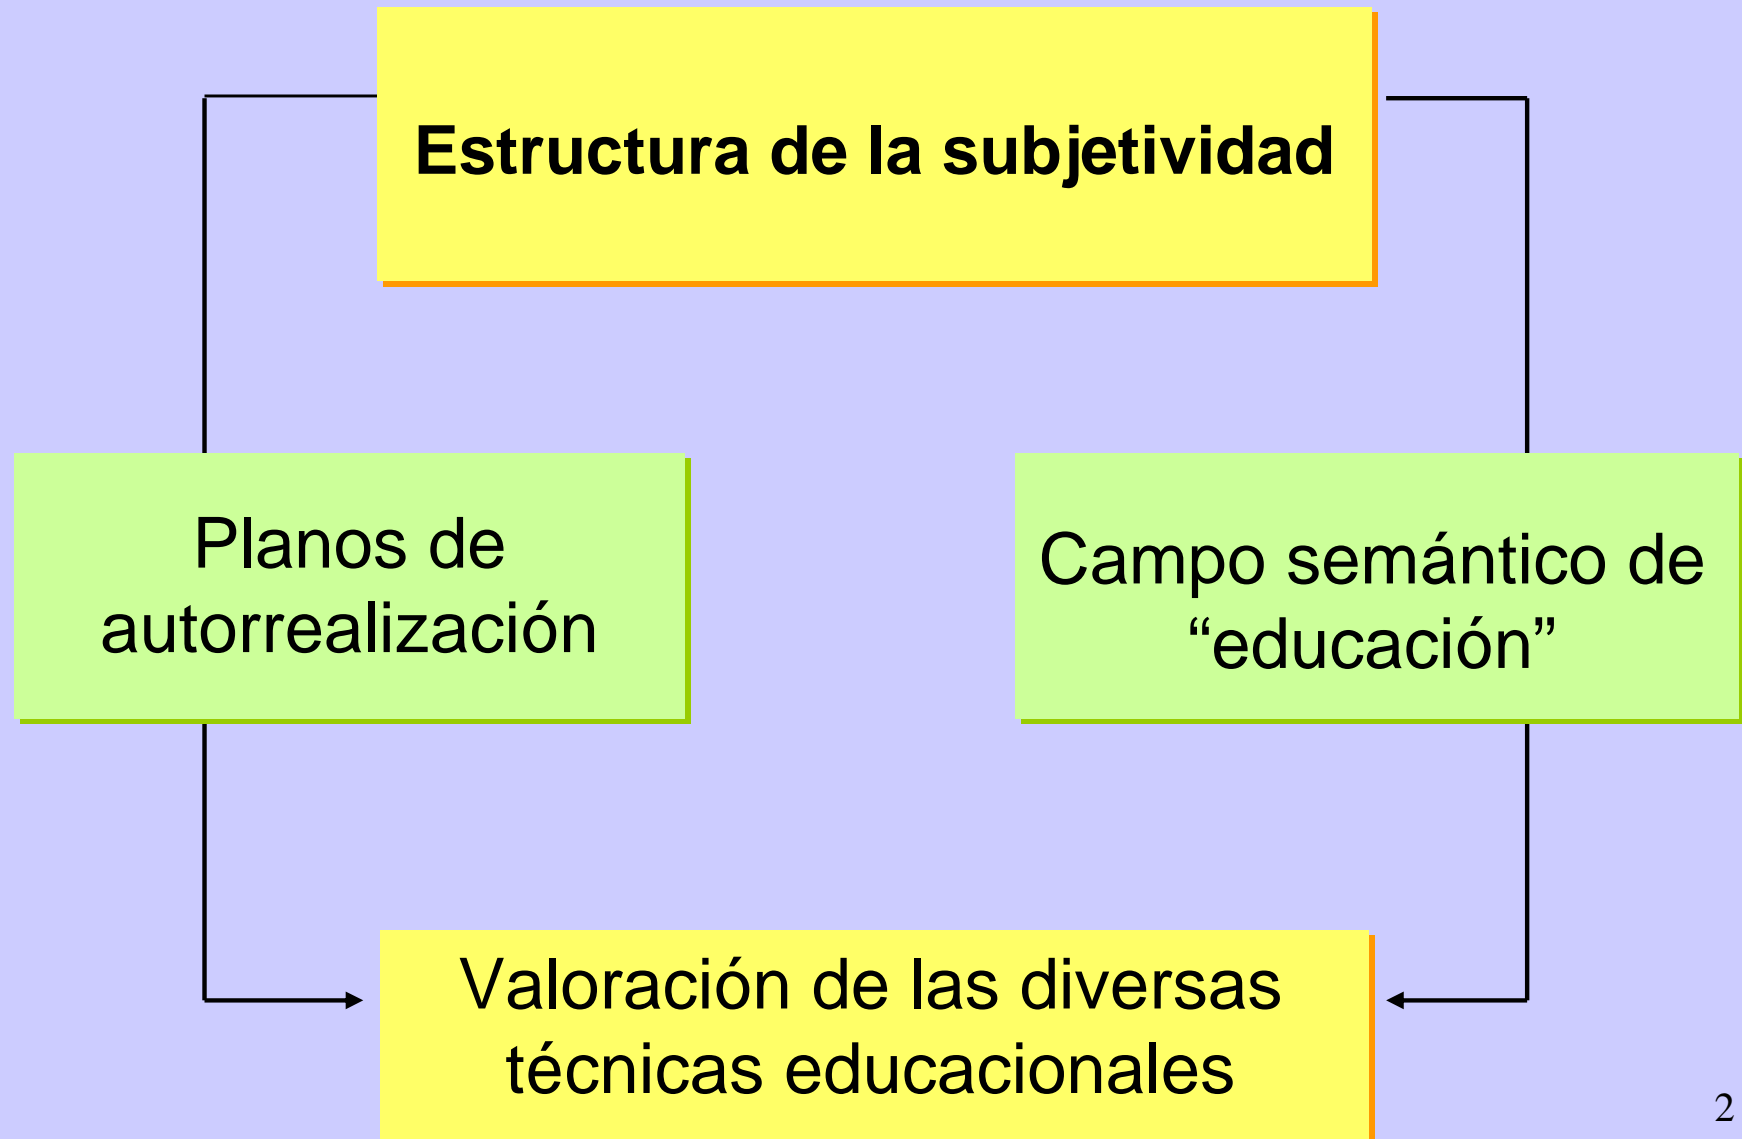 Estructura de la subjetividad
Planos de
autorrealización
Campo semántico de
“educación”
Valoración de las diversas
técnicas educacionales
2